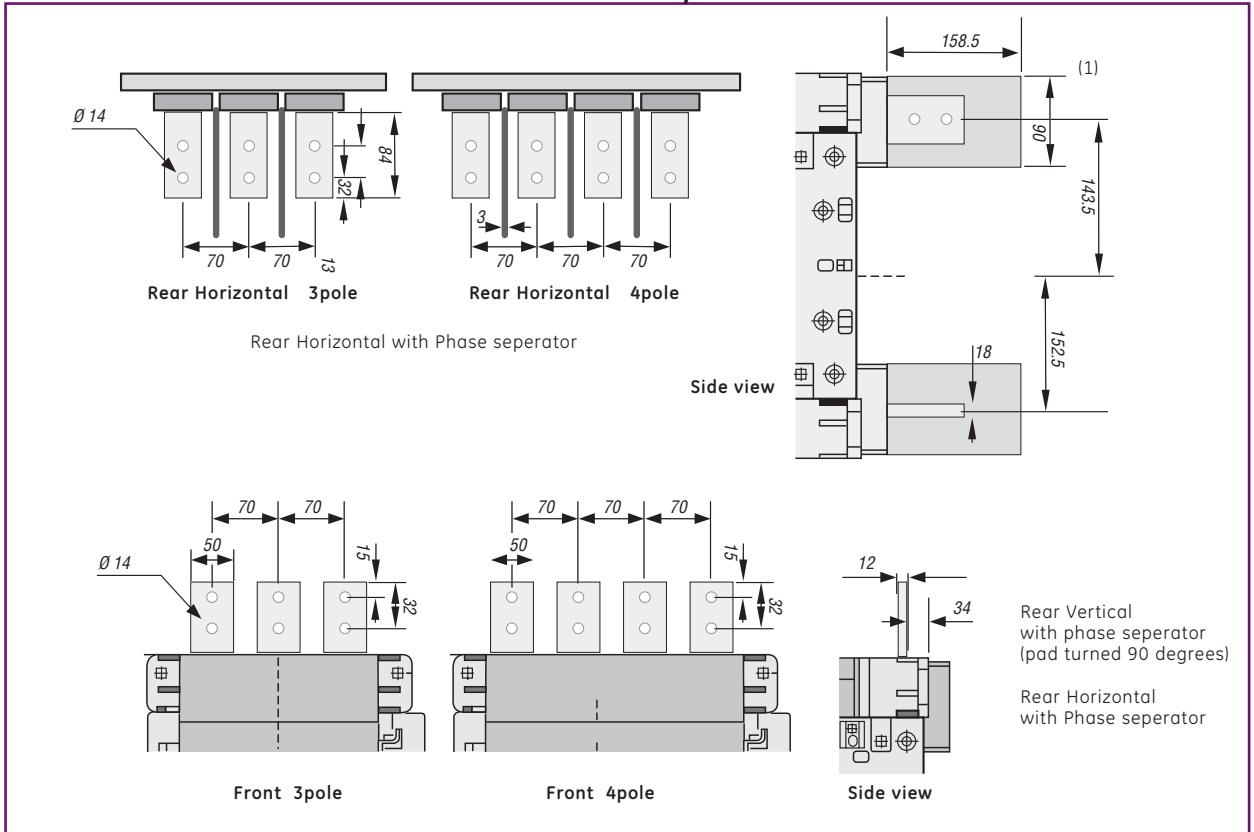 158.5
(1)
Ø 14
84
90
32
143.5
3
70
70
13
70
70
70
Rear Horizontal 3pole
Rear Horizontal 4pole
Rear Horizontal with Phase seperator
152.5
18
Side view
70
70
70
70
70
50
15
50
15
Ø 14
12
32
32
34
Rear Vertical
with phase seperator
(pad turned 90 degrees)
Rear Horizontal
with Phase seperator
Front 3pole
Front 4pole
Side view